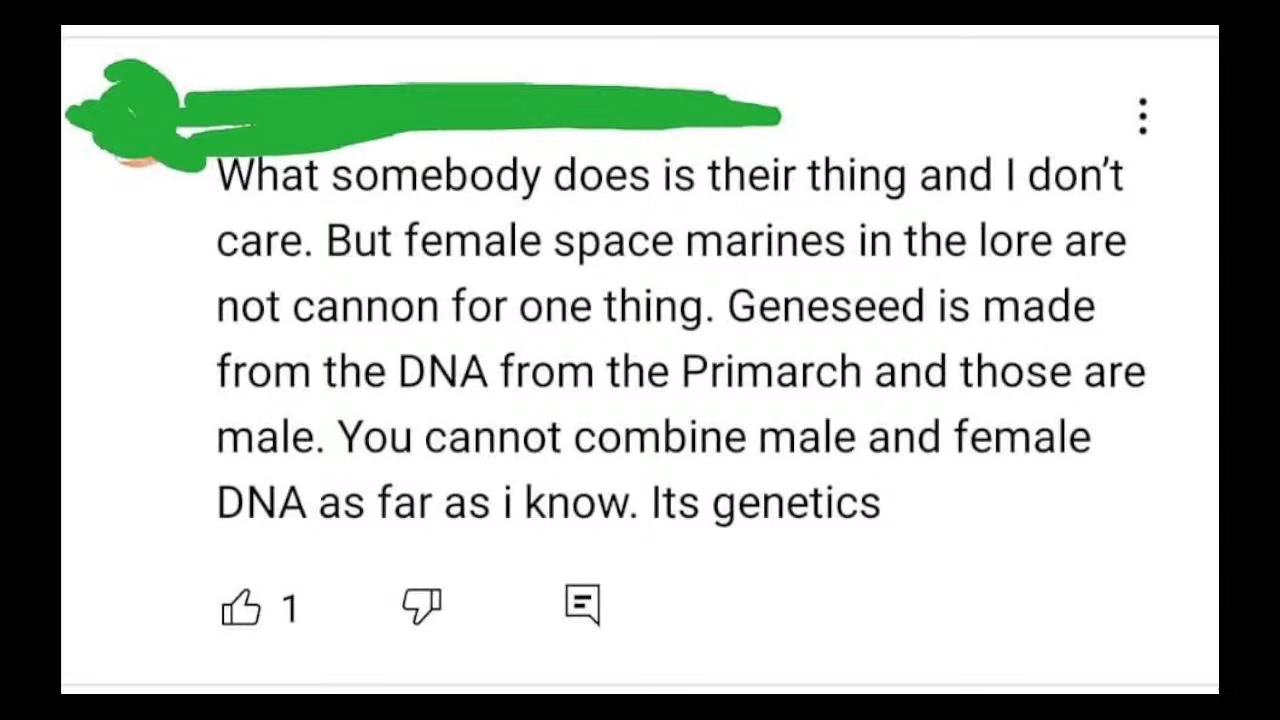 What somebody does is their thing and I don’t
care. But female space marines in the lore are
not cannon for one thing. Geneseed is made
from the DNA from the Primarch and those are
male. You cannot combine male and female
DNA as far as i know. Its genetics
1